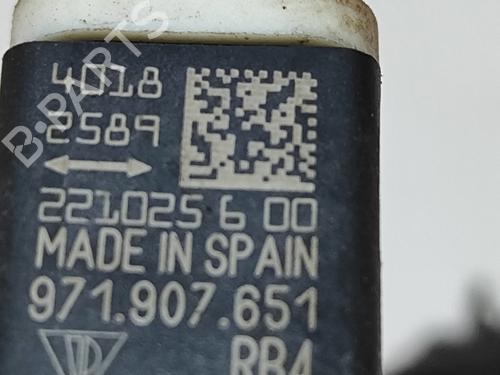 4018
2589
221025 6 00
MADE IN SPAIN
971.907.651
RB4
B-PARTS